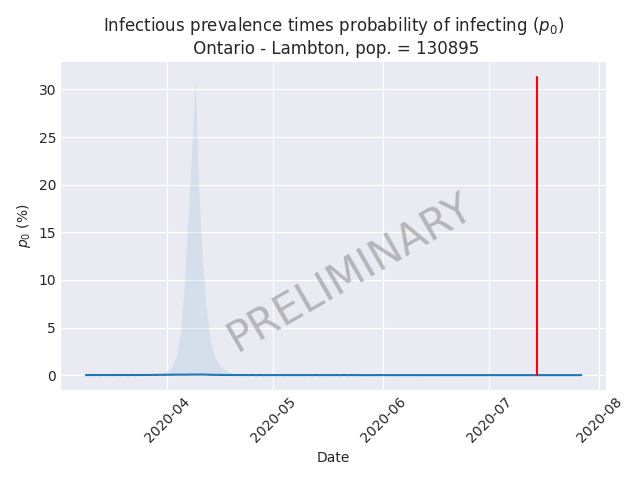 Infectious prevalence times probability of infecting (p₀)
Ontario - Lambton, pop. = 130895
30
25
20
15
10
5
0
p₀ (%)
PRELIMINARY
2020-04
2020-05
2020-06
2020-07
2020-08
Date